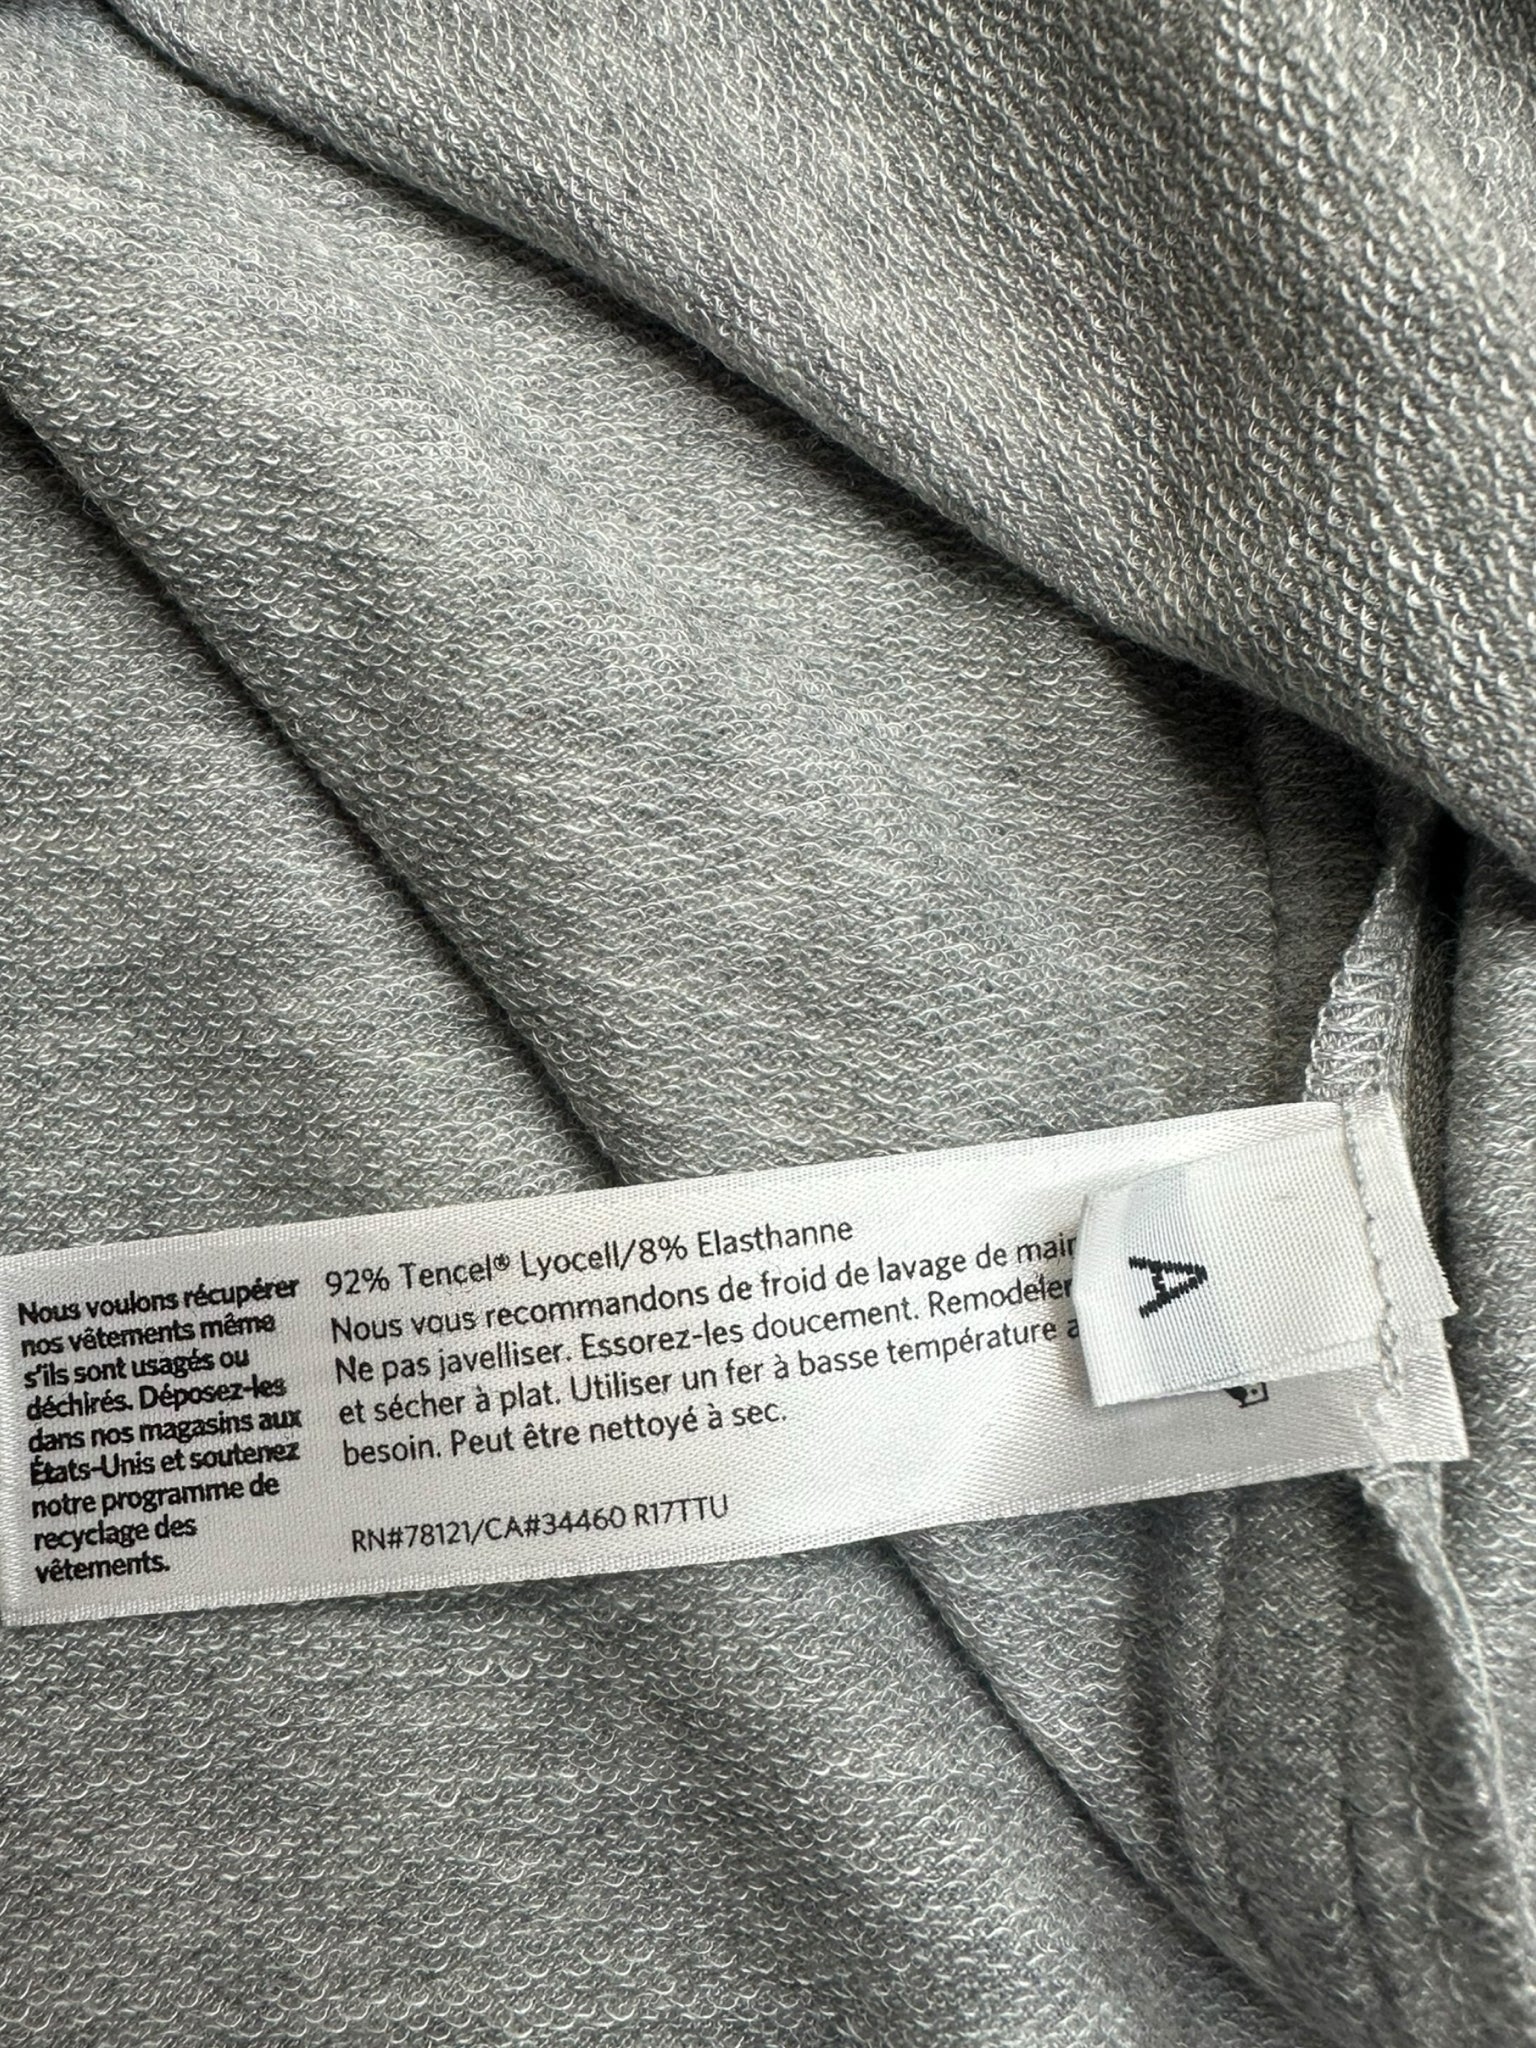 Nous voulons récupérer
nos vêtements même
s'ils sont usagés ou
déchirés. Déposez-les
dans nos magasins aux
États-Unis et soutenez
notre programme de
recyclage des
vêtements.
92% Tencel® Lyocell/8% Elasthanne
Nous vous recommandons de froid de lavage de main
Ne pas javelliser. Essorez-les doucement. Remodeler
et sécher à plat. Utiliser un fer à basse température
besoin. Peut être nettoyé à sec.
RN#78121/CA#34460 R17TTU
A